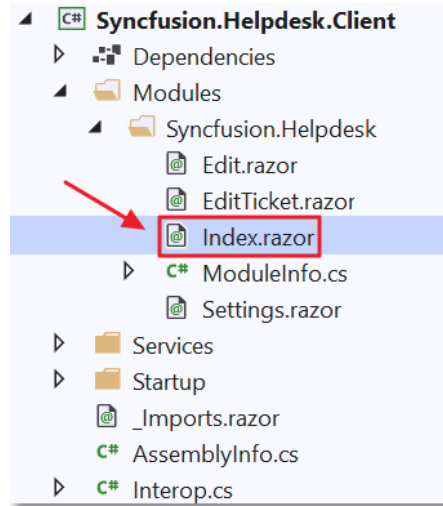 C# Syncfusion.Helpdesk.Client
Dependencies
Modules
Syncfusion.Helpdesk
Edit.razor
EditTicket.razor
Index.razor
C# ModuleInfo.cs
Settings.razor
Services
Startup
_Imports.razor
C# AssemblyInfo.cs
C# Interop.cs